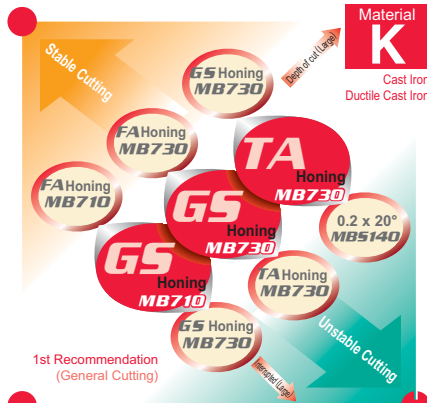 Material
K
Cast Iron
Ductile Cast Iron
Stable Cutting
Depth of cut (Large)
GS Honing
MB730
FA Honing
MB730
TA
Honing
MB730
FA Honing
MB710
GS
Honing
MB730
0.2 x 20°
MBS140
GS
Honing
MB710
TA Honing
MB730
GS Honing
MB730
Unstable Cutting
Interrupted (Large)
1st Recommendation
(General Cutting)